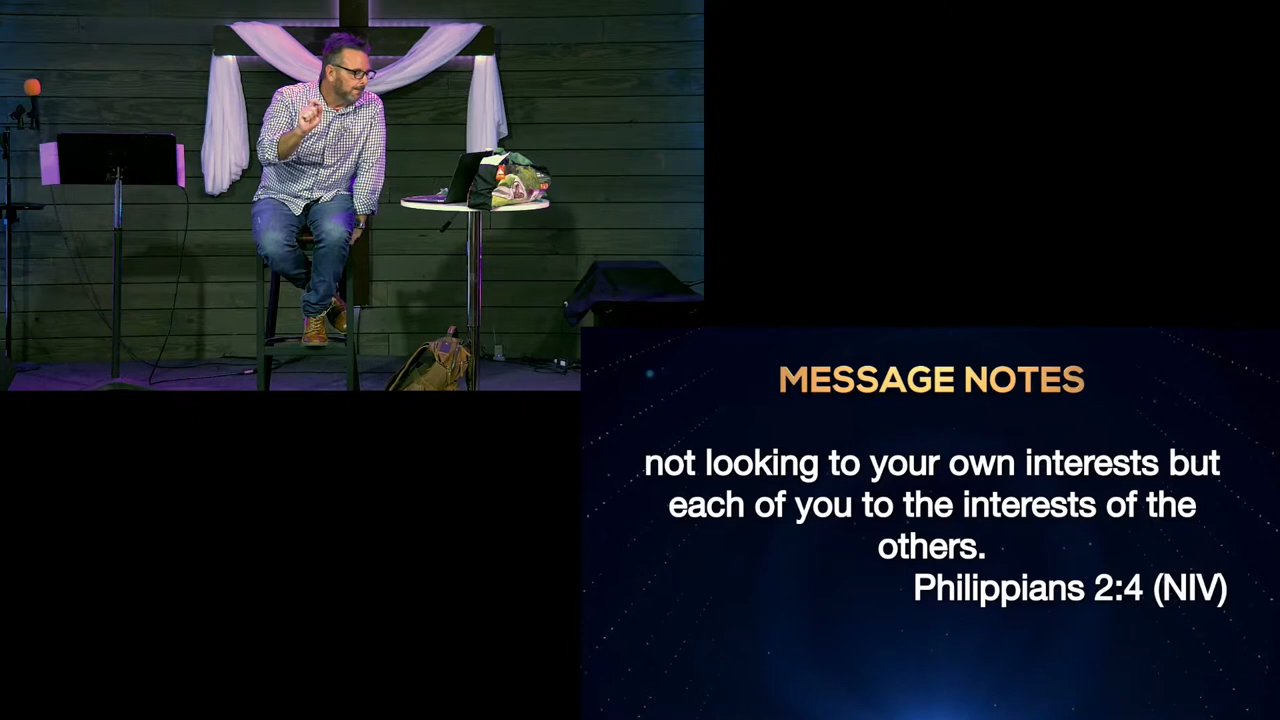 MESSAGE NOTES
not looking to your own interests but
each of you to the interests of the
others.
Philippians 2:4 (NIV)